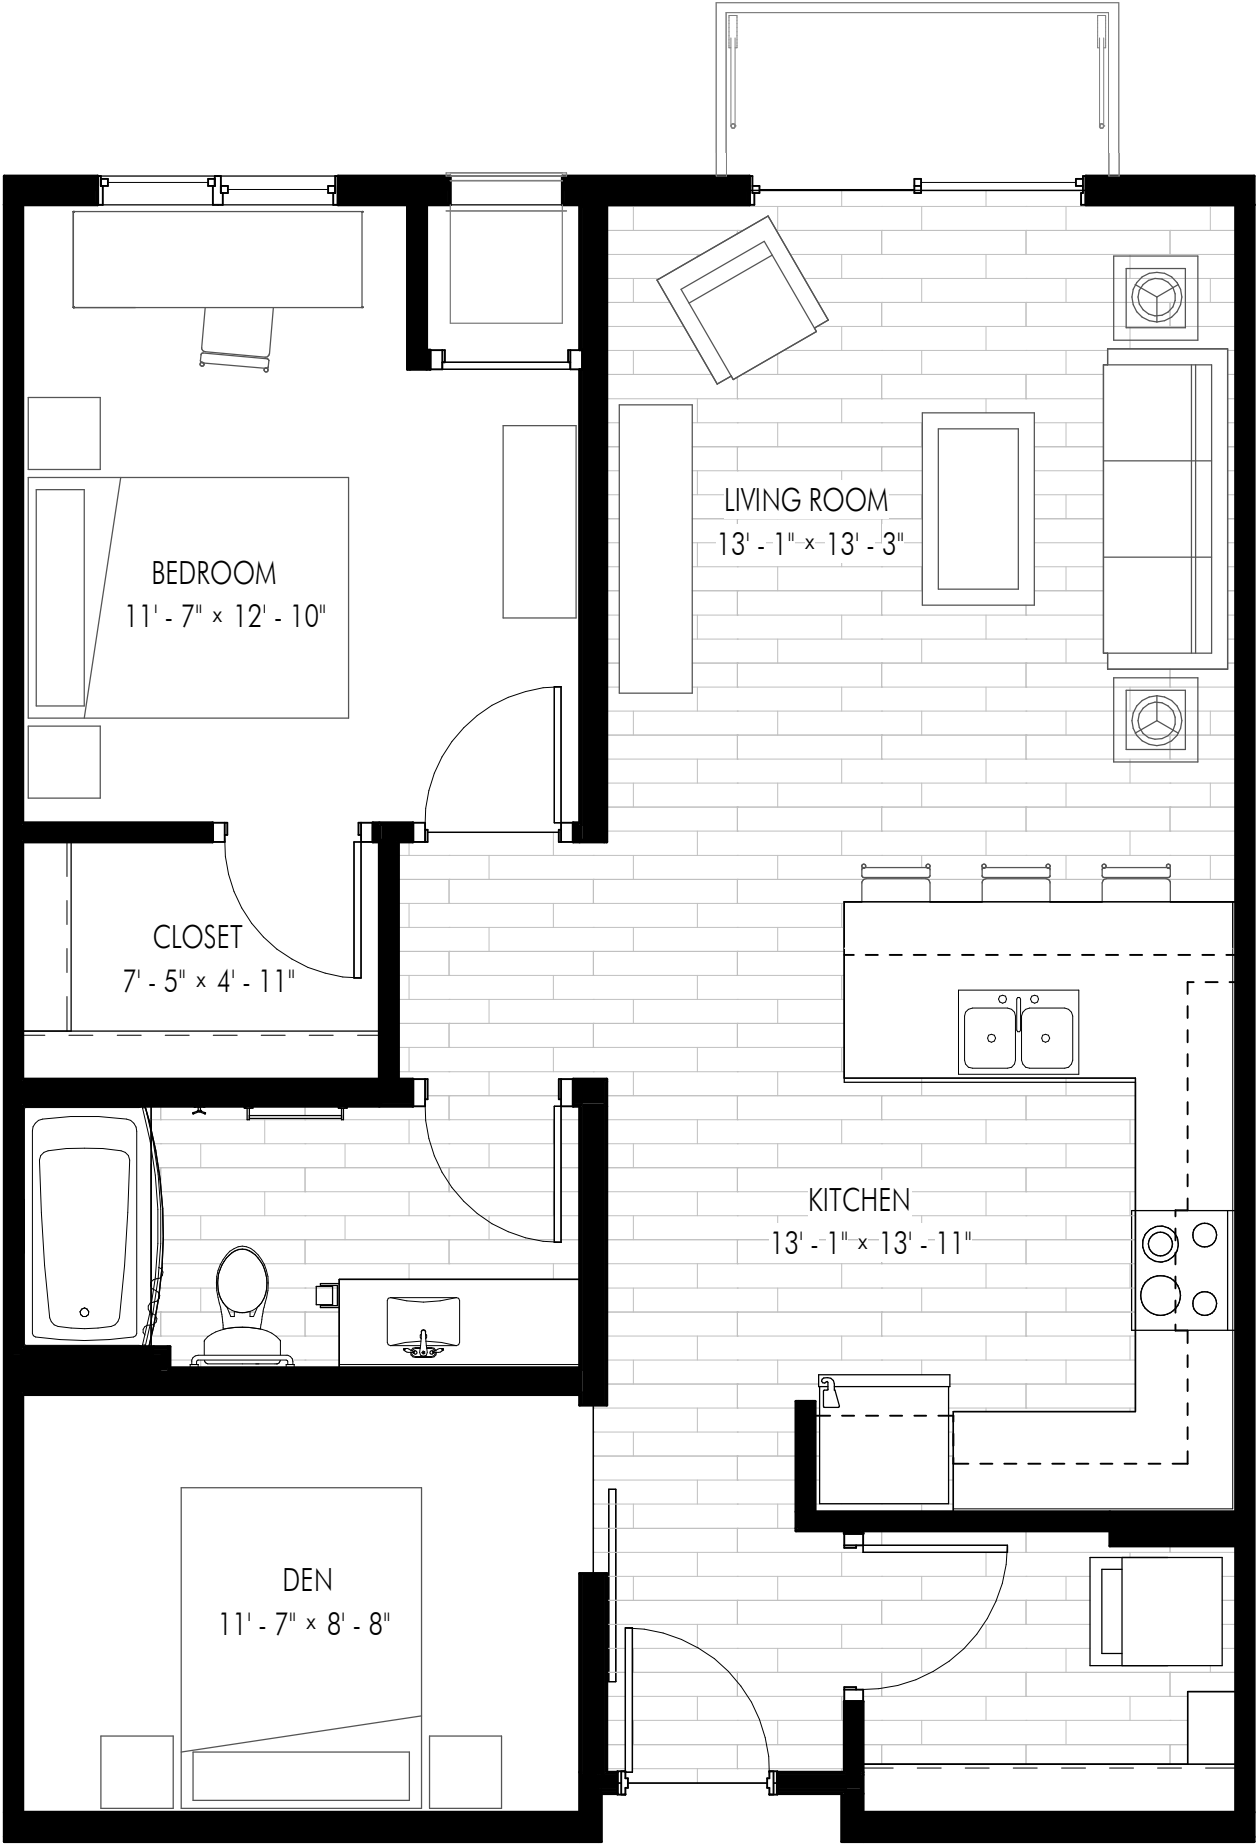 LIVING ROOM
13' - 1" x 13' - 3"
BEDROOM
11' - 7" x 12' - 10"
CLOSET
7' - 5" x 4' - 11"
KITCHEN
13' - 1" x 13' - 11"
DEN
11' - 7" x 8' - 8"